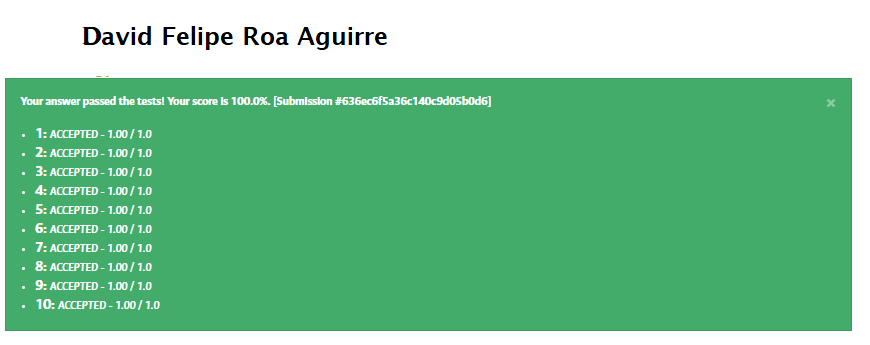 David Felipe Roa Aguirre
Your answer passed the tests! Your score is 100.0%. [Submission #636ec6f5a36c140c9d05b0d6]
×
• 1: ACCEPTED - 1.00 / 1.0
• 2: ACCEPTED - 1.00 / 1.0
• 3: ACCEPTED - 1.00 / 1.0
• 4: ACCEPTED - 1.00 / 1.0
• 5: ACCEPTED - 1.00 / 1.0
• 6: ACCEPTED - 1.00 / 1.0
• 7: ACCEPTED - 1.00 / 1.0
• 8: ACCEPTED - 1.00 / 1.0
• 9: ACCEPTED - 1.00 / 1.0
• 10: ACCEPTED - 1.00 / 1.0